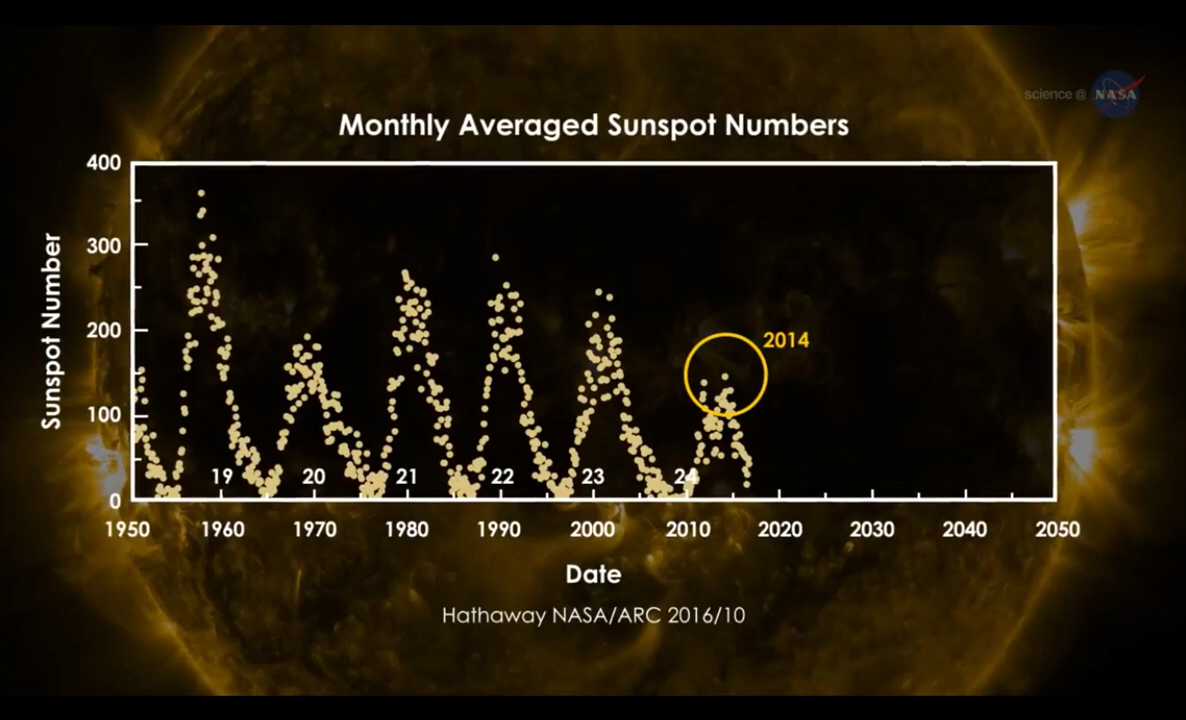 science @ NASA
Monthly Averaged Sunspot Numbers
400
300
200
100
0
Sunspot Number
2014
19 20 21 22 23 24
1950 1960 1970 1980 1990 2000 2010 2020 2030 2040 2050
Date
Hathaway NASA/ARC 2016/10